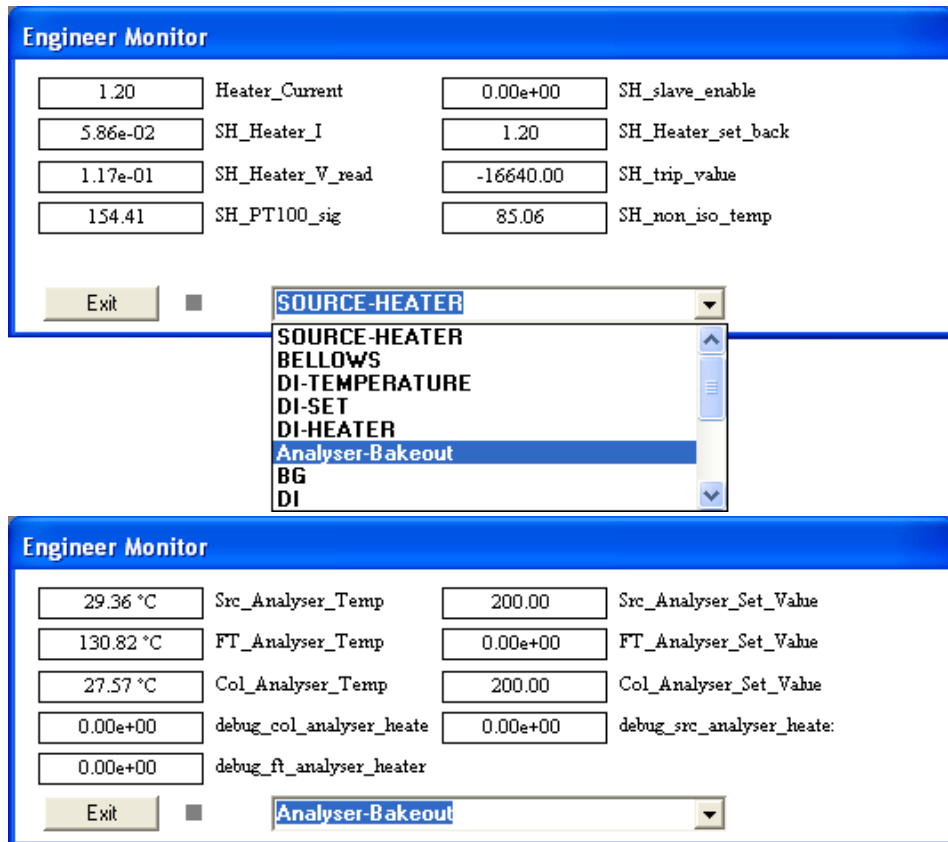 Engineer Monitor
1.20 Heater_Current 0.00e+00 SH_slave_enable
5.86e-02 SH_Heater_I 1.20 SH_Heater_set_back
1.17e-01 SH_Heater_V_read -16640.00 SH_trip_value
154.41 SH_PT100_sig 85.06 SH_non_iso_temp
Exit SOURCE-HEATER
SOURCE-HEATER
BELLOWS
DI-TEMPERATURE
DI-SET
DI-HEATER
Analyser-Bakeout
BG
DI
Engineer Monitor
29.36 °C Src_Analyser_Temp 200.00 Src_Analyser_Set_Value
130.82 °C FT_Analyser_Temp 0.00e+00 FT_Analyser_Set_Value
27.57 °C Col_Analyser_Temp 200.00 Col_Analyser_Set_Value
0.00e+00 debug_col_analyser_heate 0.00e+00 debug_src_analyser_heate:
0.00e+00 debug_ft_analyser_heater
Exit Analyser-Bakeout